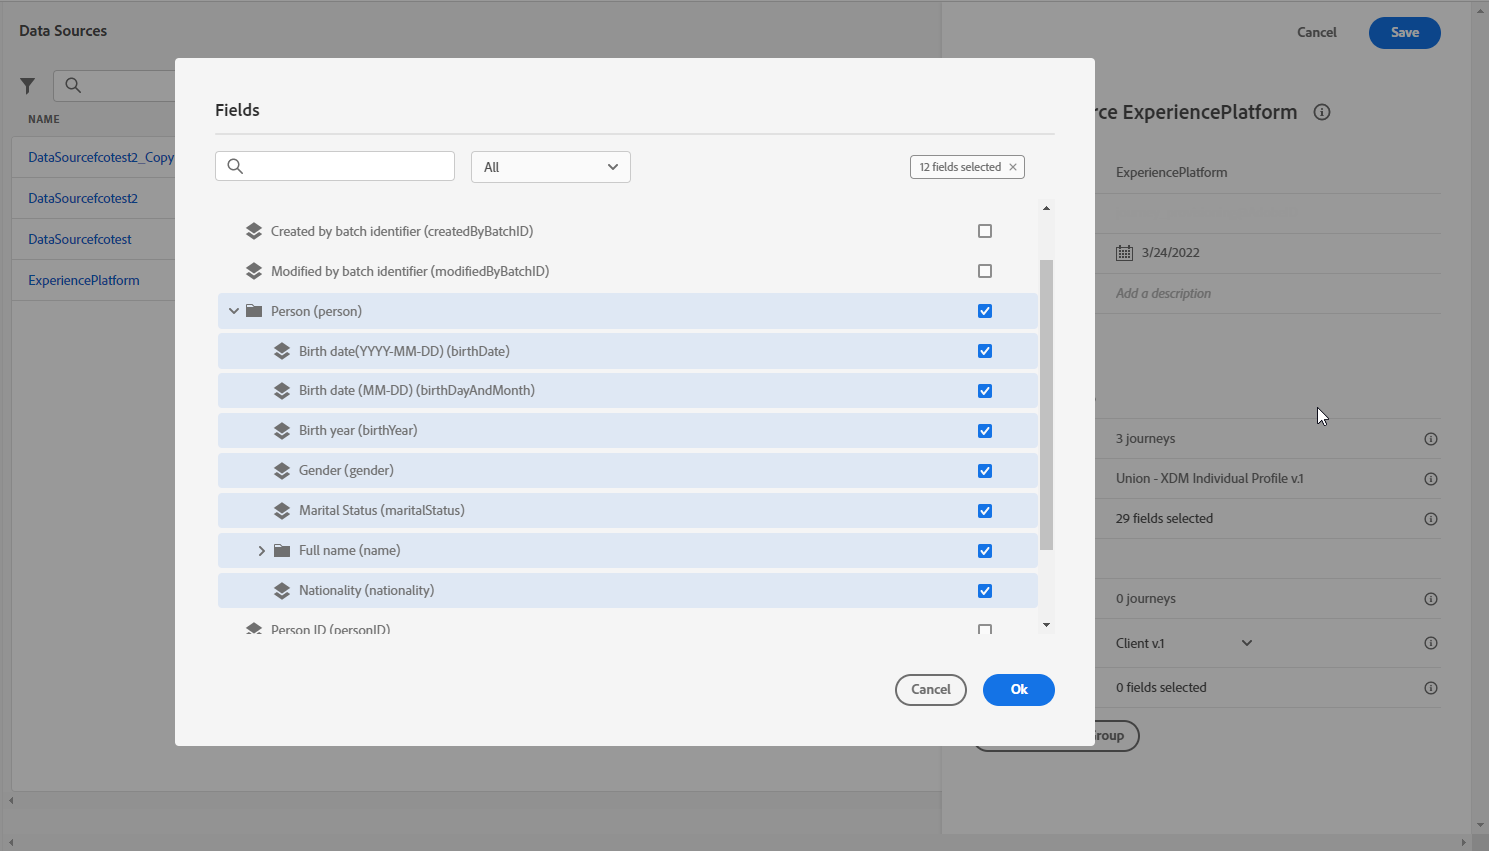 Data Sources
Cancel
Save
NAME
DataSourcefcotest2_Copy
DataSourcefcotest2
DataSourcefcotest
ExperiencePlatform
Fields
All
12 fields selected
Created by batch identifier (createdByBatchID)
Modified by batch identifier (modifiedByBatchID)
Person (person)
Birth date(YYYY-MM-DD) (birthDate)
Birth date (MM-DD) (birthDayAndMonth)
Birth year (birthYear)
Gender (gender)
Marital Status (maritalStatus)
Full name (name)
Nationality (nationality)
Person ID (personID)
Cancel
Ok
ExperiencePlatform
ExperiencePlatform
3/24/2022
Add a description
3 journeys
Union - XDM Individual Profile v.1
29 fields selected
0 journeys
Client v.1
0 fields selected